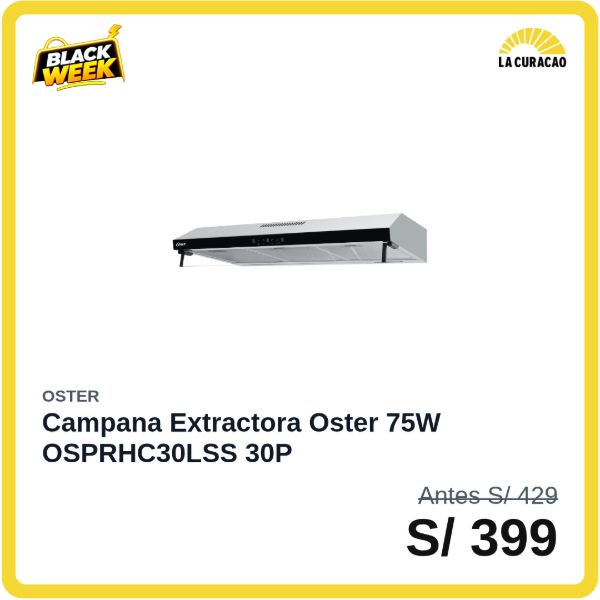 BLACK
WEEK
LA CURACAO
OSTER
Campana Extractora Oster 75W
OSPRHC30LSS 30P
Antes S/ 429
S/ 399